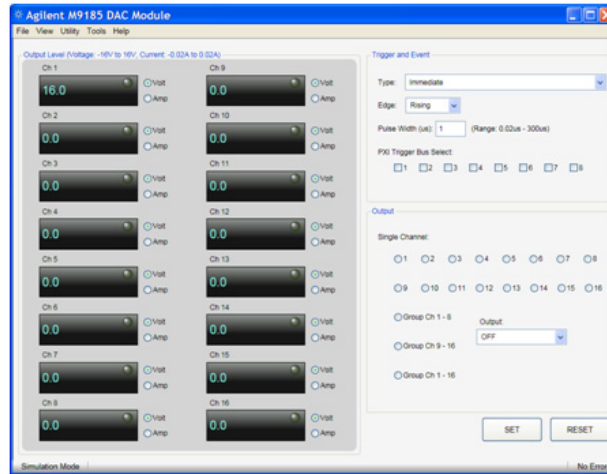 Agilent M9185 DAC Module
File View Utility Tools Help
Output Level (Voltage: -16V to 16V; Current: -0.02A to 0.02A)
Ch 1
16.0
Volt
Amp
Ch 2
0.0
Volt
Amp
Ch 3
0.0
Volt
Amp
Ch 4
0.0
Volt
Amp
Ch 5
0.0
Volt
Amp
Ch 6
0.0
Volt
Amp
Ch 7
0.0
Volt
Amp
Ch 8
0.0
Volt
Amp
Ch 9
0.0
Volt
Amp
Ch 10
0.0
Volt
Amp
Ch 11
0.0
Volt
Amp
Ch 12
0.0
Volt
Amp
Ch 13
0.0
Volt
Amp
Ch 14
0.0
Volt
Amp
Ch 15
0.0
Volt
Amp
Ch 16
0.0
Volt
Amp
Trigger and Event
Type: Immediate
Edge: Rising
Pulse Width (us): 1 (Range: 0.02us - 300us)
PXI Trigger Bus Select:
1 2 3 4 5 6 7 8
Output
Single Channel:
1 2 3 4 5 6 7 8
9 10 11 12 13 14 15 16
Group Ch 1 - 8
Output:
OFF
Group Ch 9 - 16
Group Ch 1 - 16
SET RESET
Simulation Mode
No Error